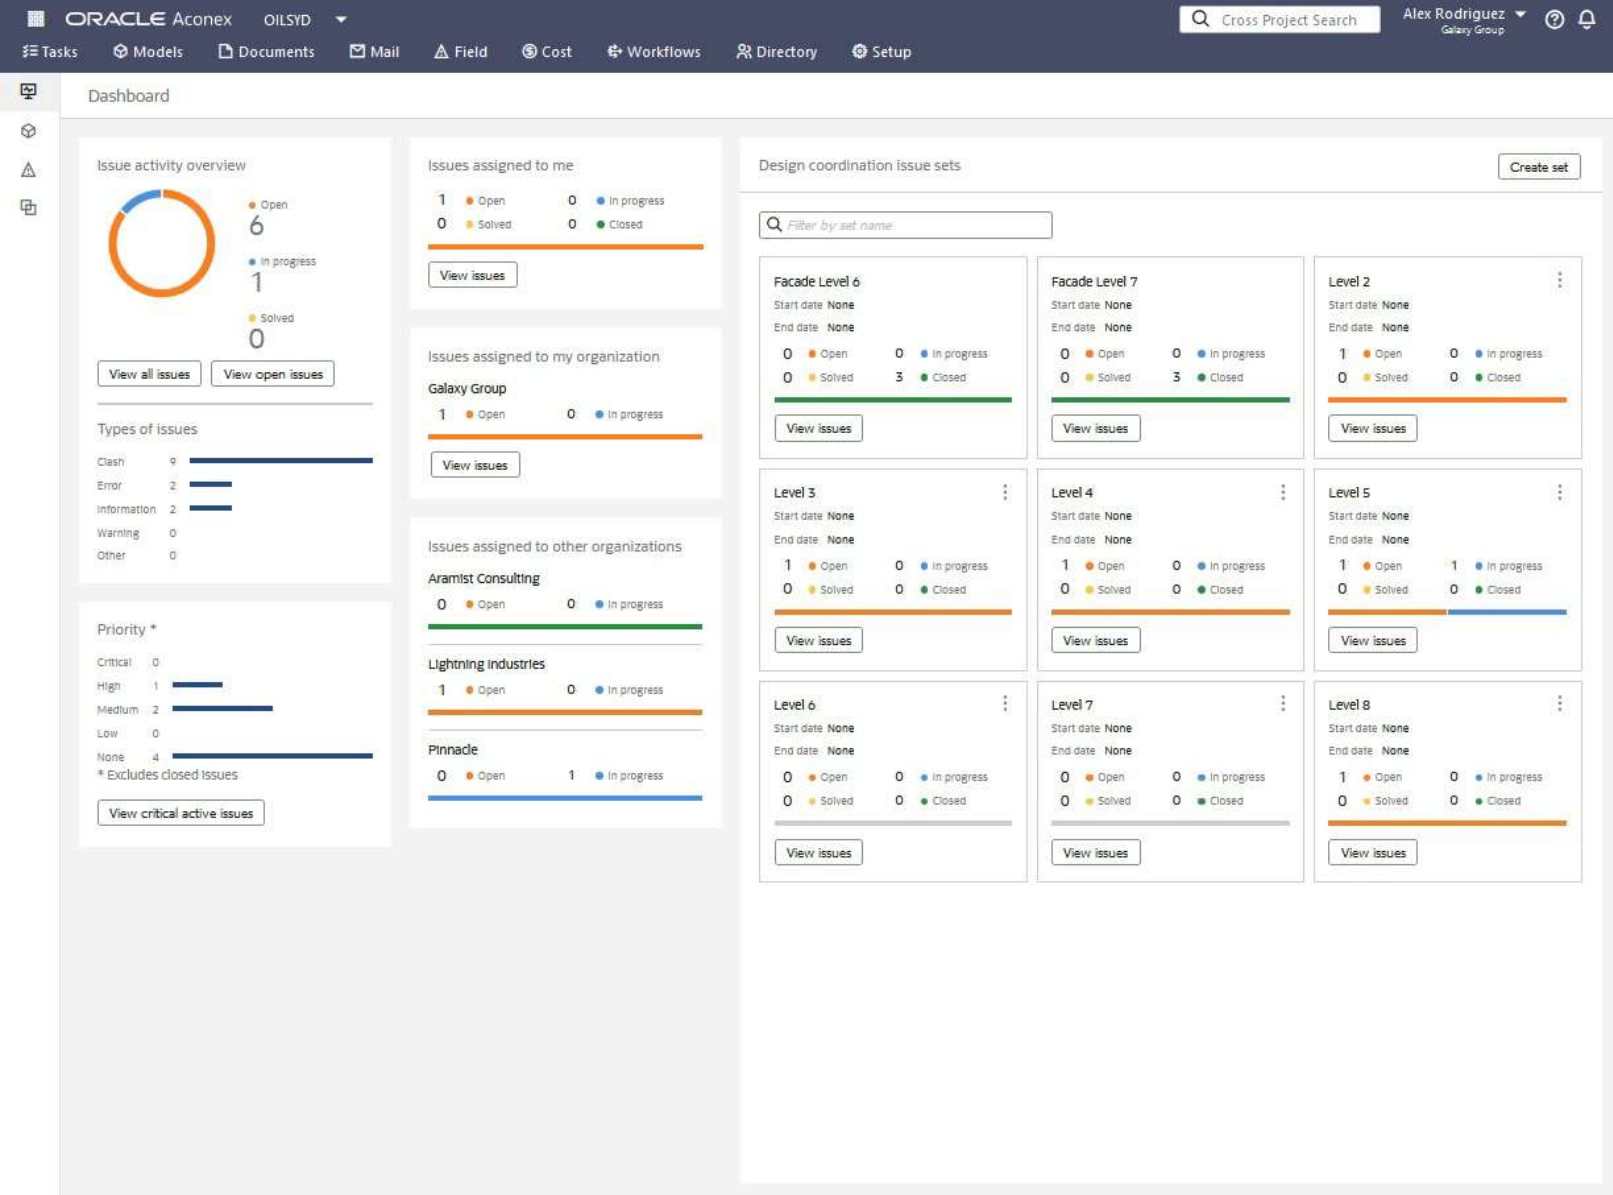 ORACLE Aconex OILSYD Cross Project Search Alex Rodriguez
Galaxy Group
Tasks Models Documents Mail Field Cost Workflows Directory Setup
Dashboard
Issue activity overview
Open
6
In progress
1
Solved
0
View all issues View open issues
Types of issues
Clash 9
Error 2
Information 2
Warning 0
Other 0
Priority *
Critical 0
High 1
Medium 2
Low 0
None 4
* Excludes closed issues
View critical active issues
Issues assigned to me
1 Open 0 In progress
0 Solved 0 Closed
View issues
Issues assigned to my organization
Galaxy Group
1 Open 0 In progress
View issues
Issues assigned to other organizations
Aramist Consulting
0 Open 0 In progress
Lightning Industries
1 Open 0 In progress
Pinnacle
0 Open 1 In progress
Design coordination issue sets Create set
Filter by set name
Facade Level 6
Start date None
End date None
0 Open 0 In progress
0 Solved 3 Closed
View issues
Facade Level 7
Start date None
End date None
0 Open 0 In progress
0 Solved 3 Closed
View issues
Level 2
Start date None
End date None
1 Open 0 In progress
0 Solved 0 Closed
View issues
Level 3
Start date None
End date None
1 Open 0 In progress
0 Solved 0 Closed
View issues
Level 4
Start date None
End date None
1 Open 0 In progress
0 Solved 0 Closed
View issues
Level 5
Start date None
End date None
1 Open 1 In progress
0 Solved 0 Closed
View issues
Level 6
Start date None
End date None
0 Open 0 In progress
0 Solved 0 Closed
View issues
Level 7
Start date None
End date None
0 Open 0 In progress
0 Solved 0 Closed
View issues
Level 8
Start date None
End date None
1 Open 0 In progress
0 Solved 0 Closed
View issues